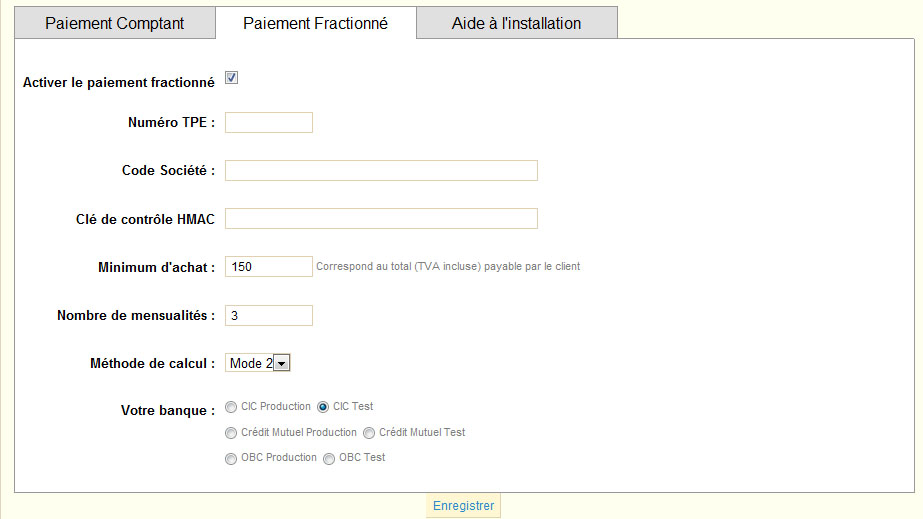 Paiement Comptant Paiement Fractionné Aide à l'installation
Activer le paiement fractionné
Numéro TPE :
Code Société :
Clé de contrôle HMAC
Minimum d'achat : 150 Correspond au total (TVA incluse) payable par le client
Nombre de mensualités : 3
Méthode de calcul : Mode 2
Votre banque : CIC Production CIC Test
Crédit Mutuel Production Crédit Mutuel Test
OBC Production OBC Test
Enregistrer